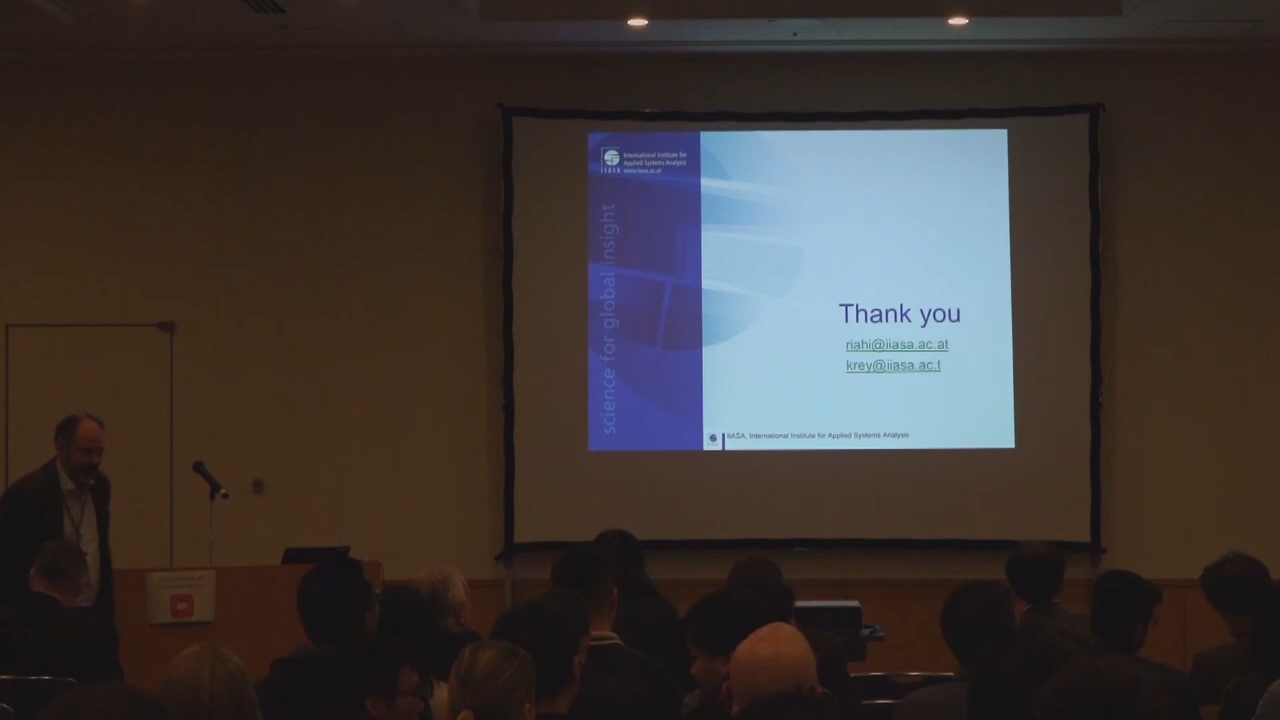 International Institute for
Applied Systems Analysis
www.iiasa.ac.at
IIASA
science for global insight
Thank you
riahi@iiasa.ac.at
krey@iiasa.ac.t
IIASA, International Institute for Applied Systems Analysis